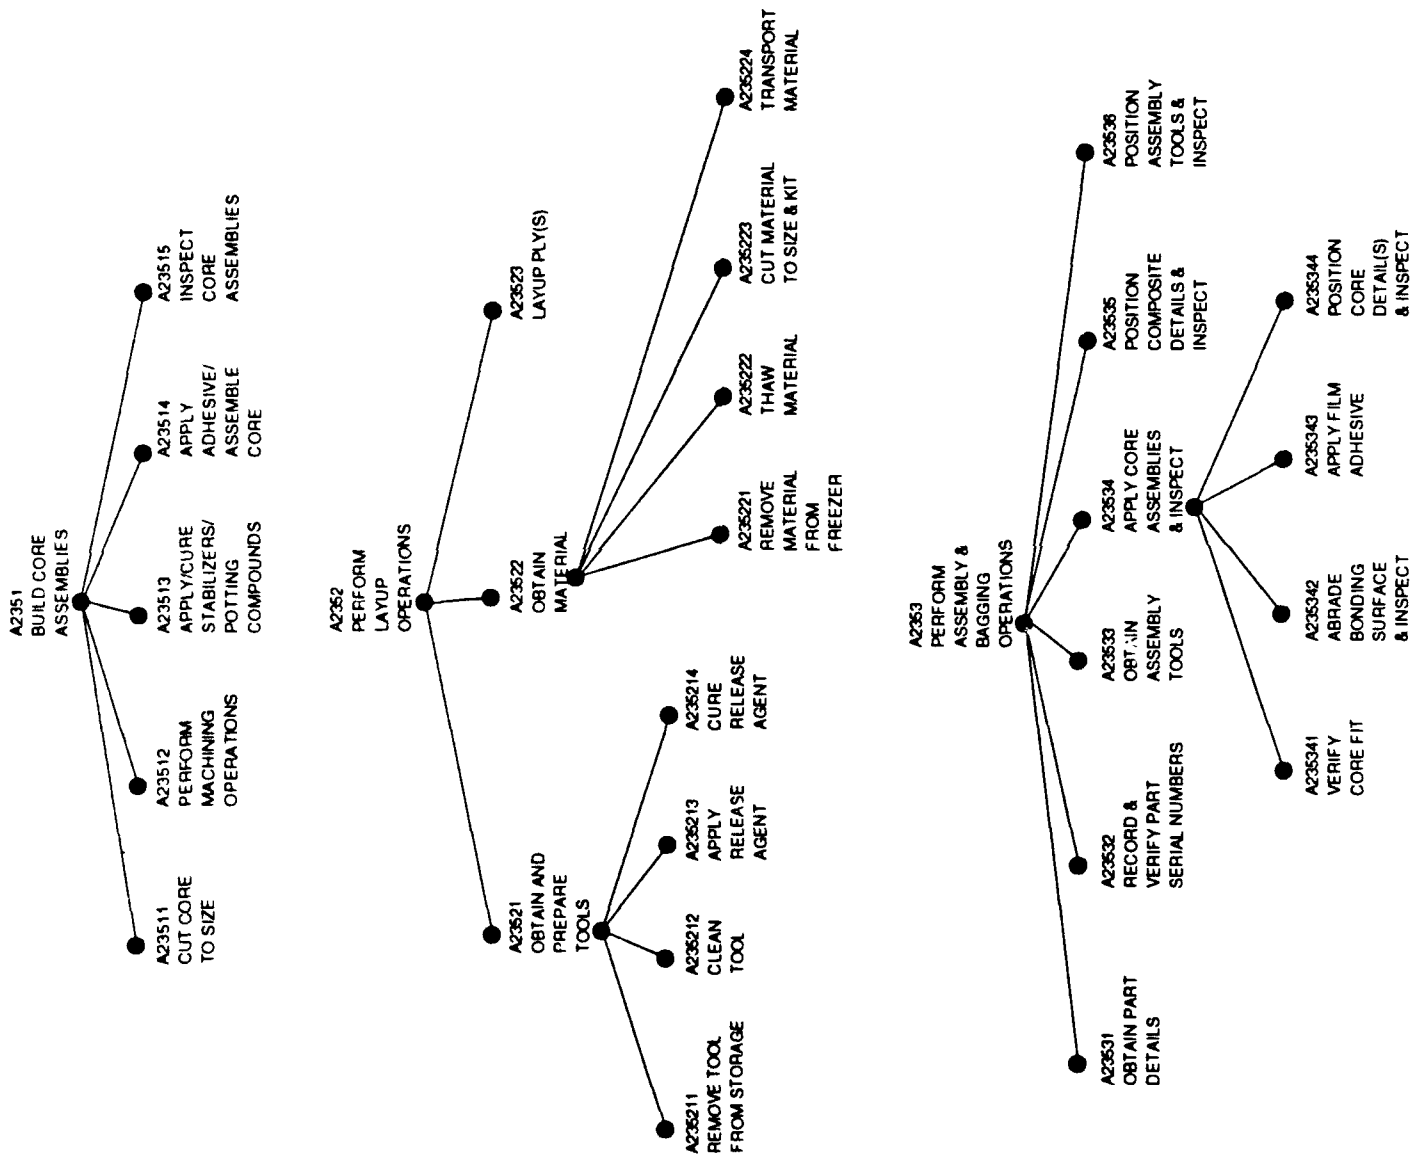 A2351
BUILD CORE
ASSEMBLIES
A23511
CUT CORE
TO SIZE
A23512
PERFORM
MACHINING
OPERATIONS
A23513
APPLY/CURE
STABILIZERS/
POTTING
COMPOUNDS
A23514
APPLY
ADHESIVE/
ASSEMBLE
CORE
A23515
INSPECT
CORE
ASSEMBLIES
A2352
PERFORM
LAYUP
OPERATIONS
A23521
OBTAIN AND
PREPARE
TOOLS
A23522
OBTAIN
MATERIAL
A23523
LAYUP PLY(S)
A235211
REMOVE TOOL
FROM STORAGE
A235212
CLEAN
TOOL
A235213
APPLY
RELEASE
AGENT
A235214
CURE
RELEASE
AGENT
A235221
REMOVE
MATERIAL
FROM
FREEZER
A235222
THAW
MATERIAL
A235223
CUT MATERIAL
TO SIZE & KIT
A235224
TRANSPORT
MATERIAL
A2353
PERFORM
ASSEMBLY &
BAGGING
OPERATIONS
A23531
OBTAIN PART
DETAILS
A23532
RECORD &
VERIFY PART
SERIAL NUMBERS
A23533
OBTAIN
ASSEMBLY
TOOLS
A23534
APPLY CORE
ASSEMBLIES
& INSPECT
A23535
POSITION
COMPOSITE
DETAILS &
INSPECT
A23536
POSITION
ASSEMBLY
TOOLS &
INSPECT
A235341
VERIFY
CORE FIT
A235342
ABRADE
BONDING
SURFACE
& INSPECT
A235343
APPLY FILM
ADHESIVE
A235344
POSITION
CORE
DETAIL(S)
& INSPECT